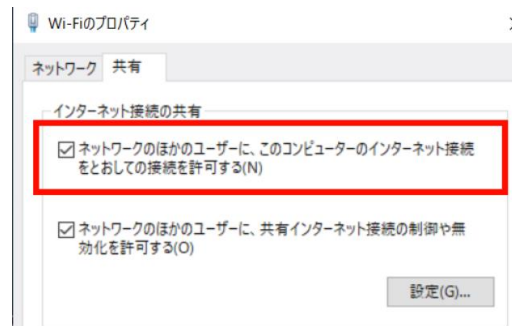 Wi-Fiのプロパティ
ネットワーク 共有
インターネット接続の共有
ネットワークのほかのユーザーに、このコンピューターのインターネット接続
をとおしての接続を許可する(N)
ネットワークのほかのユーザーに、共有インターネット接続の制御や無
効化を許可する(O)
設定(G)...